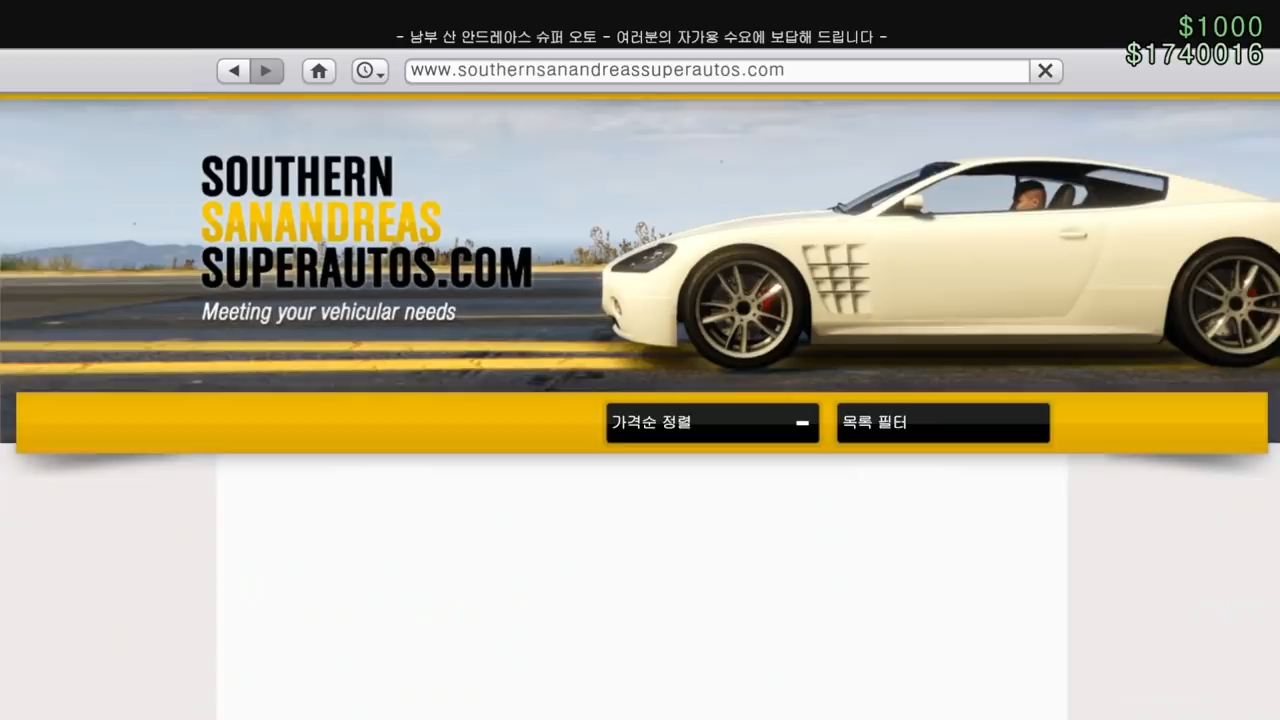 - 남부 산 안드레아스 슈퍼 오토 - 여러분의 자가용 수요에 보답해 드립니다 -
$1000
$1740016
www.southernsanandreassuperautos.com
SOUTHERN
SANANDREAS
SUPERAUTOS.COM
Meeting your vehicular needs
가격순 정렬
목록 필터